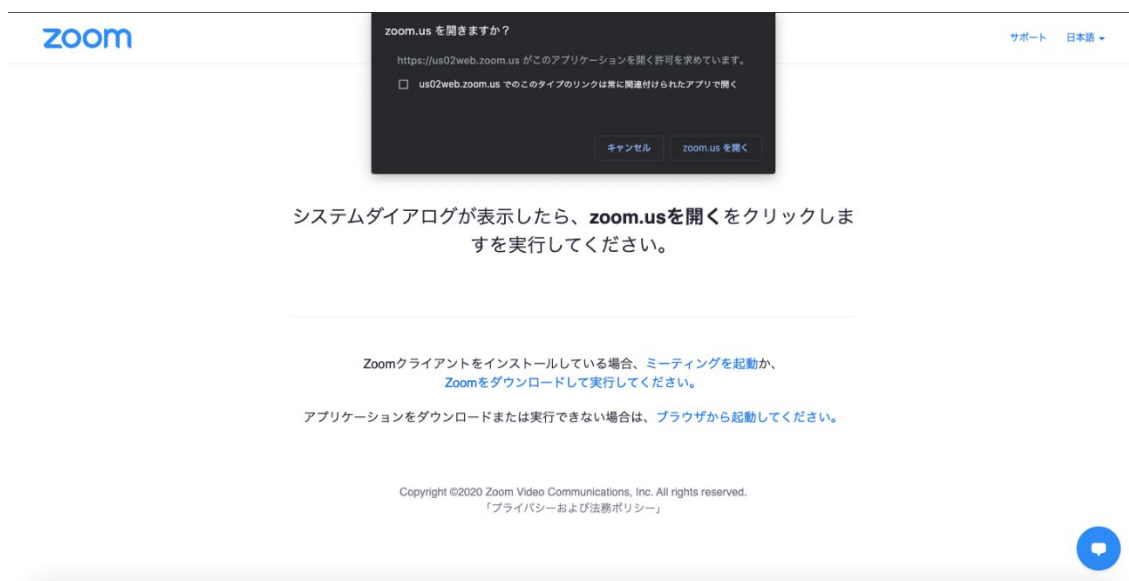 zoom
サポート 日本語
zoom.us を開きますか？
https://us02web.zoom.us がこのアプリケーションを開く許可を求めています。
us02web.zoom.us でのこのタイプのリンクは常に関連付けられたアプリで開く
キャンセル zoom.us を開く
システムダイアログが表示したら、zoom.usを開くをクリックしま
すを実行してください。
Zoomクライアントをインストールしている場合、ミーティングを起動か、
Zoomをダウンロードして実行してください。
アプリケーションをダウンロードまたは実行できない場合は、ブラウザから起動してください。
Copyright ©2020 Zoom Video Communications, Inc. All rights reserved.
「プライバシーおよび法務ポリシー」